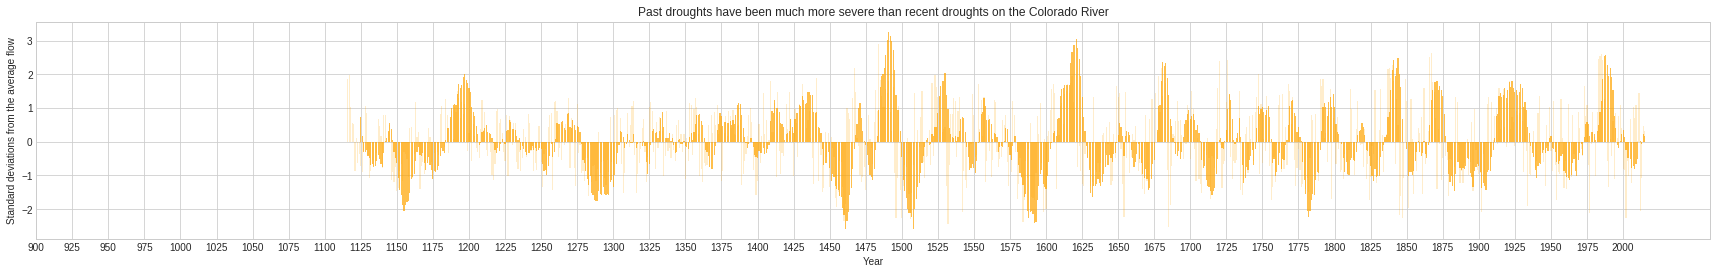 Past droughts have been much more severe than recent droughts on the Colorado River
Standard deviations from the average flow
3
2
1
0
−1
−2
900 925 950 975 1000 1025 1050 1075 1100 1125 1150 1175 1200 1225 1250 1275 1300 1325 1350 1375 1400 1425 1450 1475 1500 1525 1550 1575 1600 1625 1650 1675 1700 1725 1750 1775 1800 1825 1850 1875 1900 1925 1950 1975 2000
Year